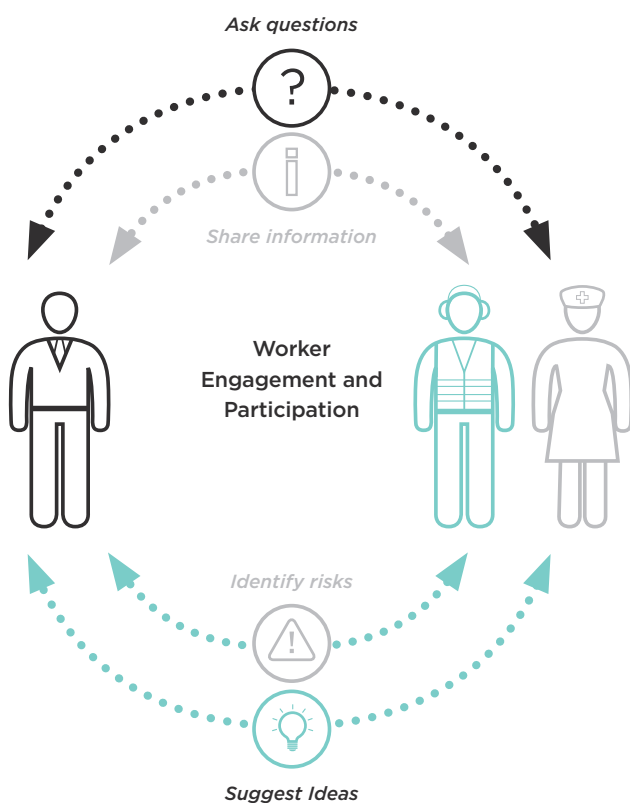 Ask questions
?
i
Share information
Worker
Engagement and
Participation
Identify risks
!
Suggest Ideas